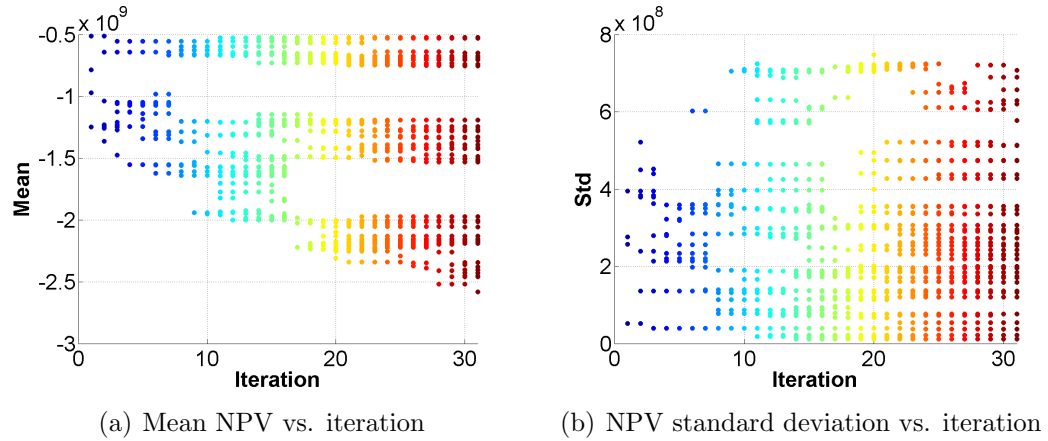 x 10^9
-0.5
-1
-1.5
-2
-2.5
-3
Mean
0 10 20 30
Iteration
(a) Mean NPV vs. iteration
x 10^8
8
6
4
2
0
Std
0 10 20 30
Iteration
(b) NPV standard deviation vs. iteration